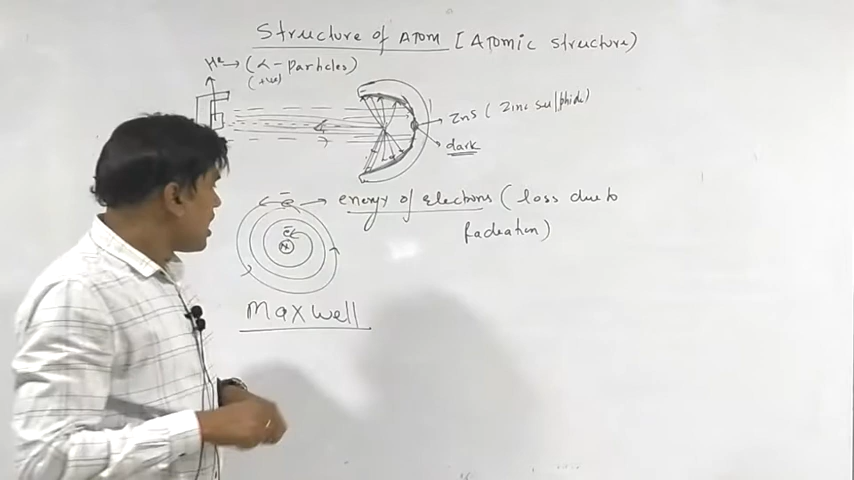 Structure of Atom [Atomic structure)
He → (α - Particles)
(+ve)
ZnS ( Zinc sulphide)
dark
ē → energy of electrons ( loss due to
Radiation)
ē
N
Maxwell